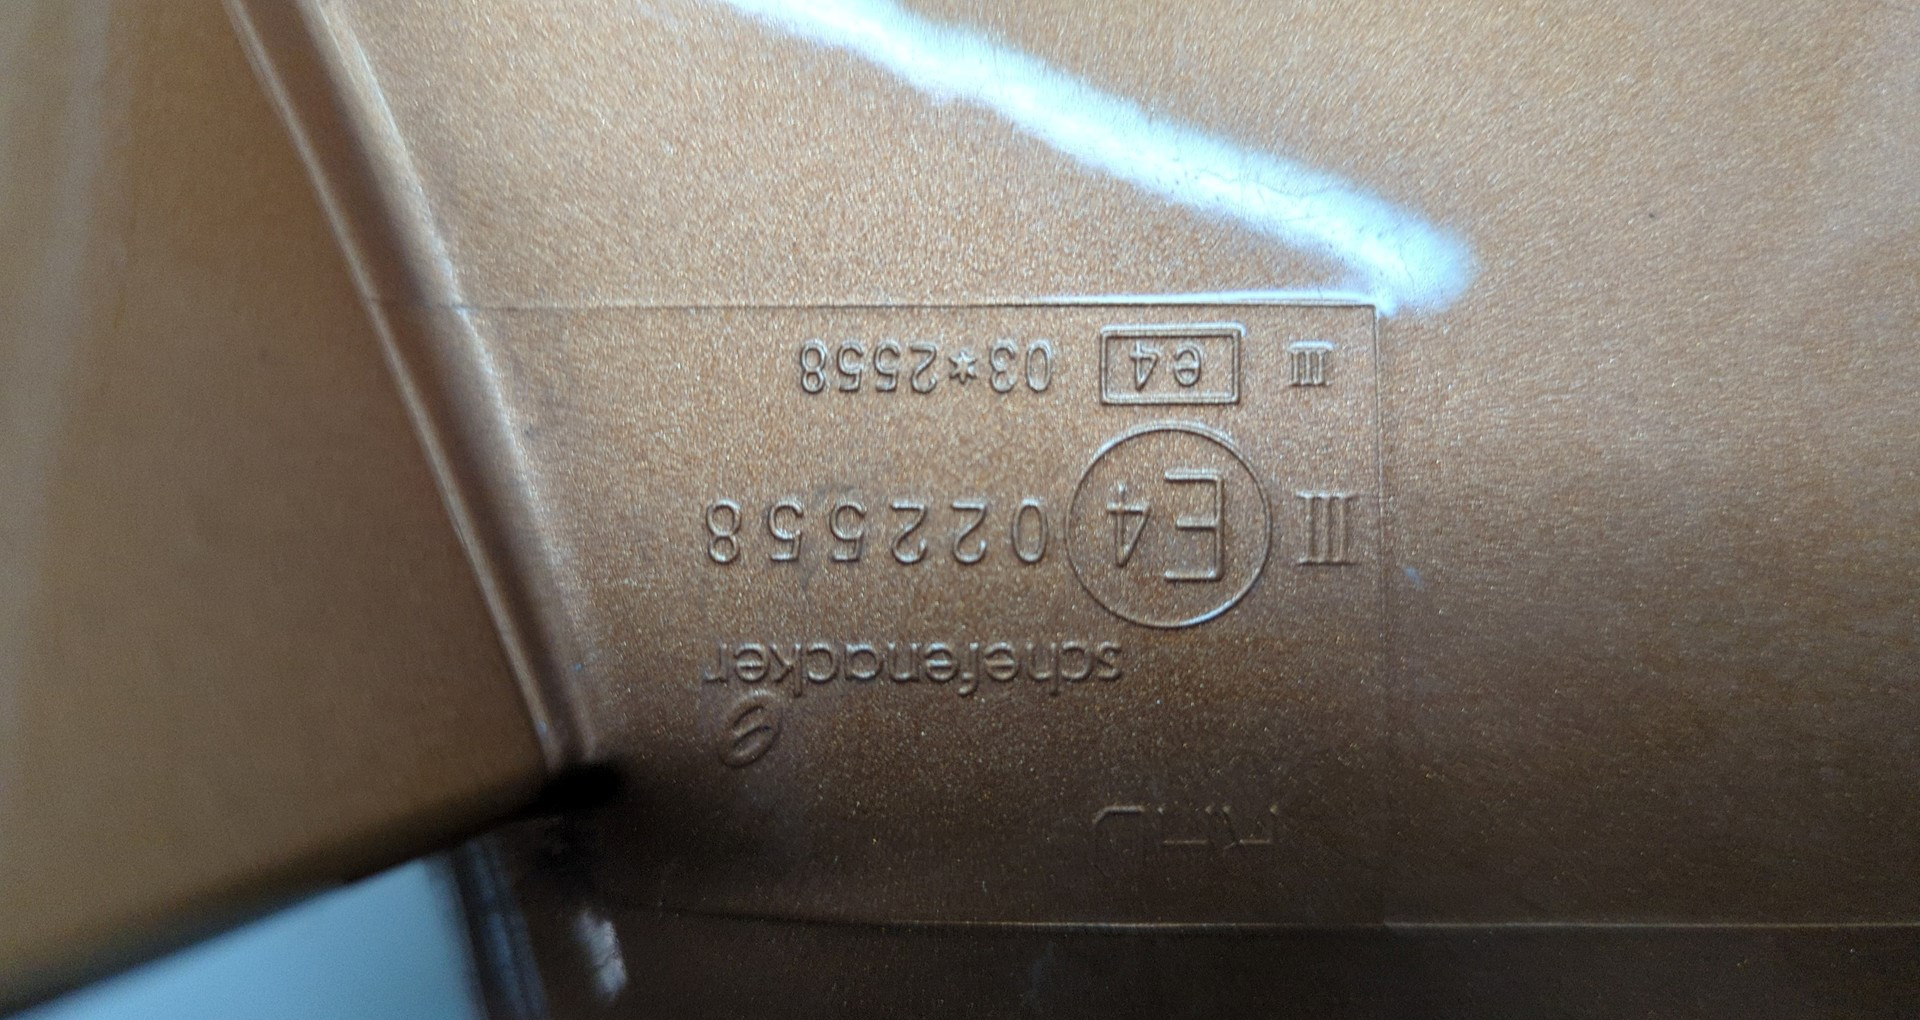 schefenacker
III E4 022558
III e4 03*2558